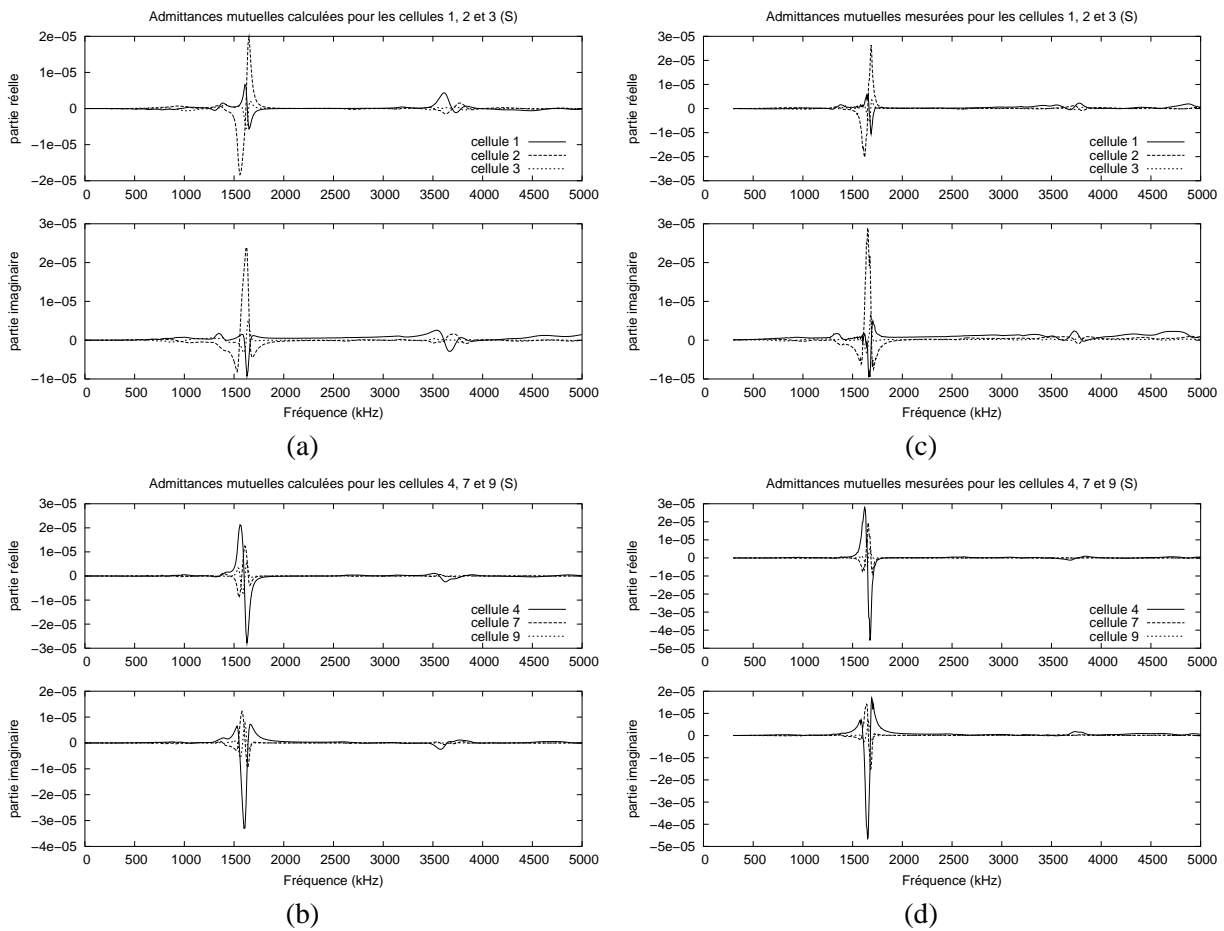 Admittances mutuelles calculées pour les cellules 1, 2 et 3 (S)
2e-05
1e-05
0
-1e-05
-2e-05
partie réelle
cellule 1
cellule 2
cellule 3
0 500 1000 1500 2000 2500 3000 3500 4000 4500 5000
3e-05
2e-05
1e-05
0
-1e-05
partie imaginaire
0 500 1000 1500 2000 2500 3000 3500 4000 4500 5000
Fréquence (kHz)
(a)
Admittances mutuelles mesurées pour les cellules 1, 2 et 3 (S)
3e-05
2e-05
1e-05
0
-1e-05
-2e-05
-3e-05
partie réelle
cellule 1
cellule 2
cellule 3
0 500 1000 1500 2000 2500 3000 3500 4000 4500 5000
3e-05
2e-05
1e-05
0
-1e-05
partie imaginaire
0 500 1000 1500 2000 2500 3000 3500 4000 4500 5000
Fréquence (kHz)
(c)
Admittances mutuelles calculées pour les cellules 4, 7 et 9 (S)
3e-05
2e-05
1e-05
0
-1e-05
-2e-05
-3e-05
partie réelle
cellule 4
cellule 7
cellule 9
0 500 1000 1500 2000 2500 3000 3500 4000 4500 5000
2e-05
1e-05
0
-1e-05
-2e-05
-3e-05
-4e-05
partie imaginaire
0 500 1000 1500 2000 2500 3000 3500 4000 4500 5000
Fréquence (kHz)
(b)
Admittances mutuelles mesurées pour les cellules 4, 7 et 9 (S)
3e-05
2e-05
1e-05
0
-1e-05
-2e-05
-3e-05
-4e-05
-5e-05
partie réelle
cellule 4
cellule 7
cellule 9
0 500 1000 1500 2000 2500 3000 3500 4000 4500 5000
2e-05
1e-05
0
-1e-05
-2e-05
-3e-05
-4e-05
-5e-05
partie imaginaire
0 500 1000 1500 2000 2500 3000 3500 4000 4500 5000
Fréquence (kHz)
(d)